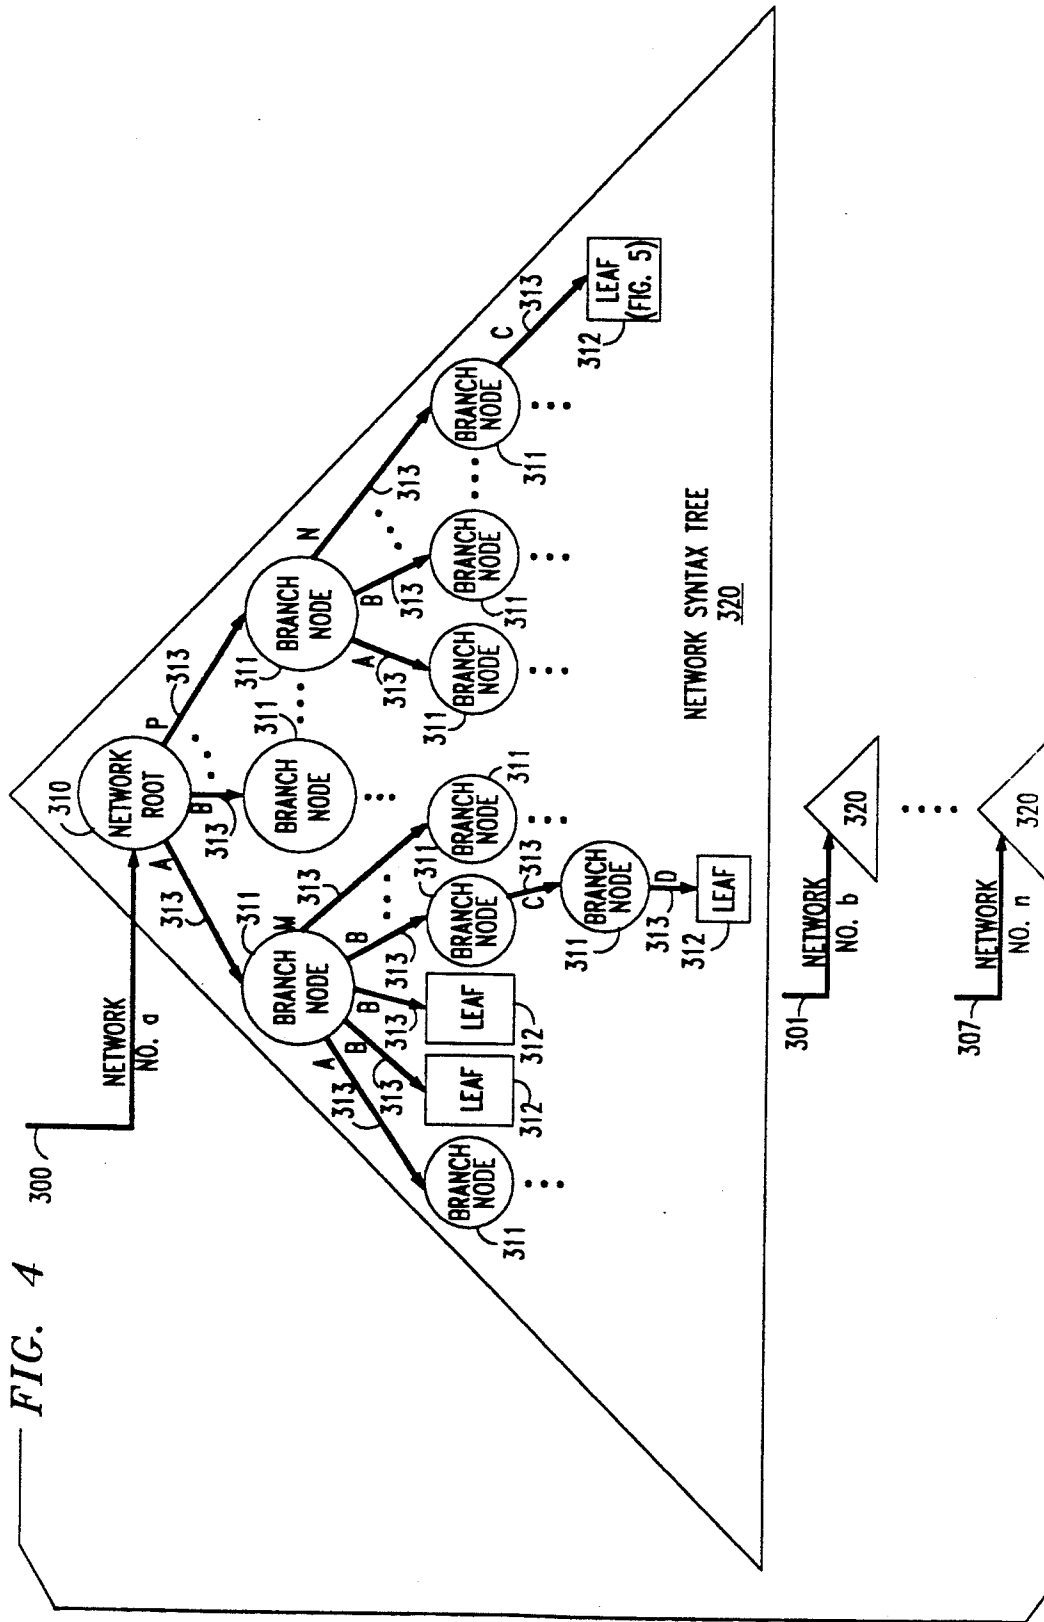 FIG. 4
300
NETWORK
NO. a
310
NETWORK
ROOT
A
313
B
313
P
313
311
BRANCH
NODE
311
BRANCH
NODE
311
BRANCH
NODE
A
313
B
313
B
313
B
313
M
313
A
313
B
313
N
313
BRANCH
NODE
311
LEAF
312
LEAF
312
311
BRANCH
NODE
311
BRANCH
NODE
311
BRANCH
NODE
311
BRANCH
NODE
311
BRANCH
NODE
C
313
C
313
311
BRANCH
NODE
312
LEAF
(FIG. 5)
D
313
312
LEAF
NETWORK SYNTAX TREE
320
301
NETWORK
NO. b
320
307
NETWORK
NO. n
320